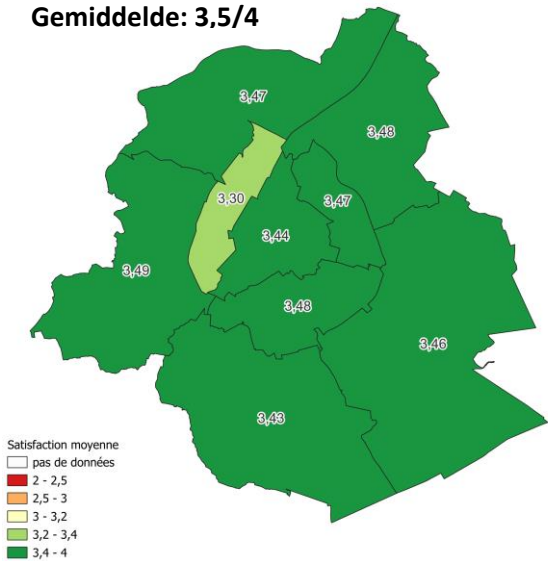 Gemiddelde: 3,5/4
3,47
3,48
3,30
3,47
3,44
3,49
3,48
3,46
3,43
Satisfaction moyenne
pas de données
2 - 2,5
2,5 - 3
3 - 3,2
3,2 - 3,4
3,4 - 4